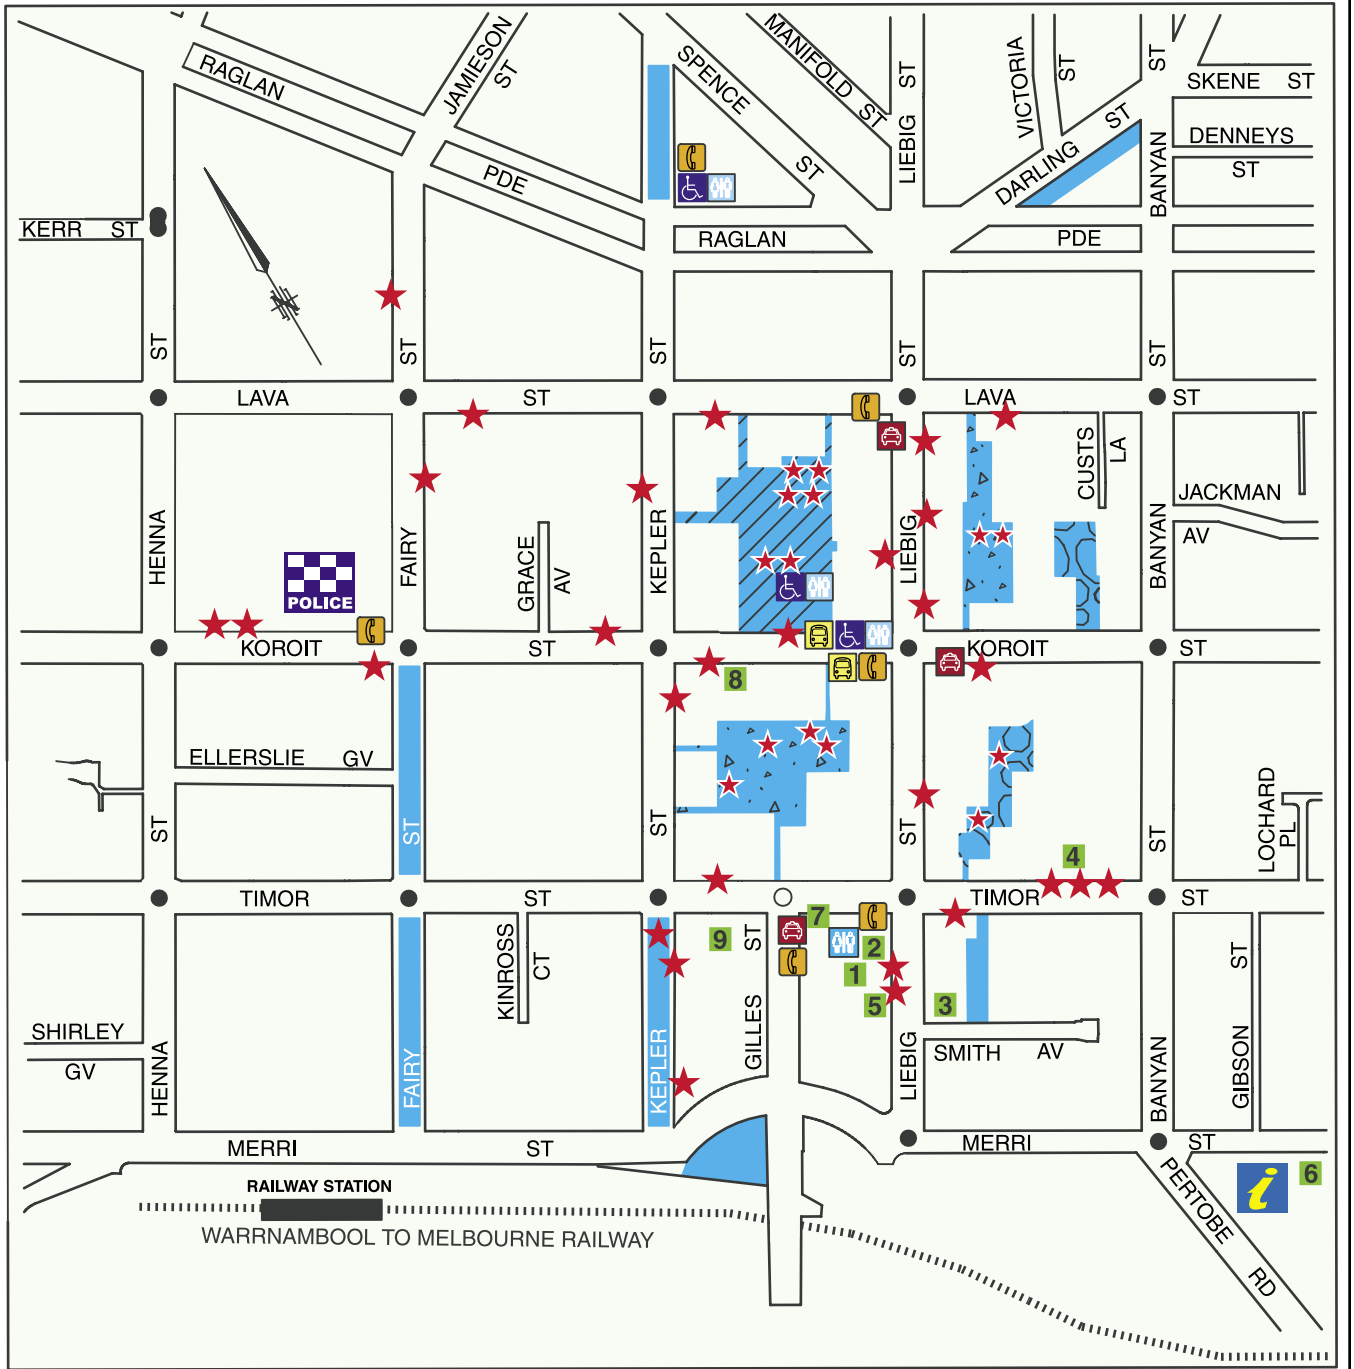 RAGLAN
JAMIESON
ST
SPENCE
ST
MANIFOLD
ST
LIEBIG
ST
VICTORIA
ST
DARLING
ST
ST
BANYAN
SKENE ST
DENNEYS
ST
PDE
KERR ST
RAGLAN
PDE
ST
ST
ST
ST
ST
LAVA
ST
LAVA
ST
HENNA
FAIRY
GRACE
AV
KEPLER
LIEBIG
CUSTS
LA
BANYAN
JACKMAN
AV
POLICE
KOROIT
ST
KOROIT
ST
8
ELLERSLIE GV
ST
ST
ST
ST
ST
LOCHARD
PL
4
TIMOR
ST
TIMOR
ST
KINROSS
CT
9
ST
GILLES
7
2
1
5
3
ST
GIBSON
SHIRLEY
GV
HENNA
FAIRY
KEPLER
LIEBIG
SMITH AV
BANYAN
MERRI
ST
MERRI
ST
PERTOBE
RD
i
6
RAILWAY STATION
WARRNAMBOOL TO MELBOURNE RAILWAY
N